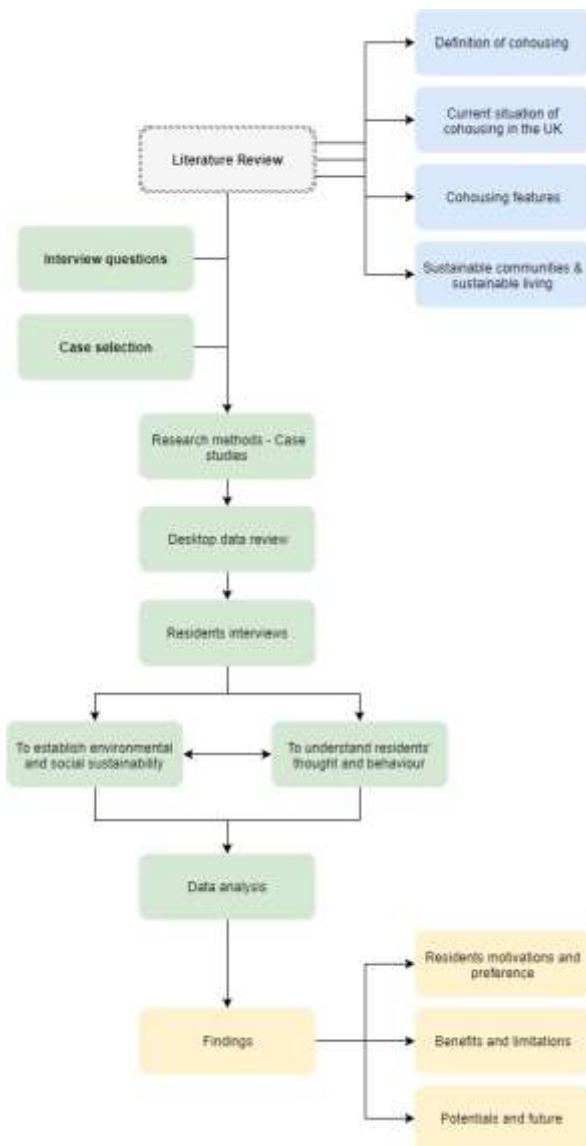 Definition of cohousing
Current situation of
cohousing in the UK
Literature Review
Cohousing features
Interview questions
Sustainable communities &
sustainable living
Case selection
Research methods - Case
studies
Desktop data review
Residents interviews
To establish environmental
and social sustainability
To understand residents'
thought and behaviour
Data analysis
Residents motivations and
preference
Findings
Benefits and limitations
Potentials and future